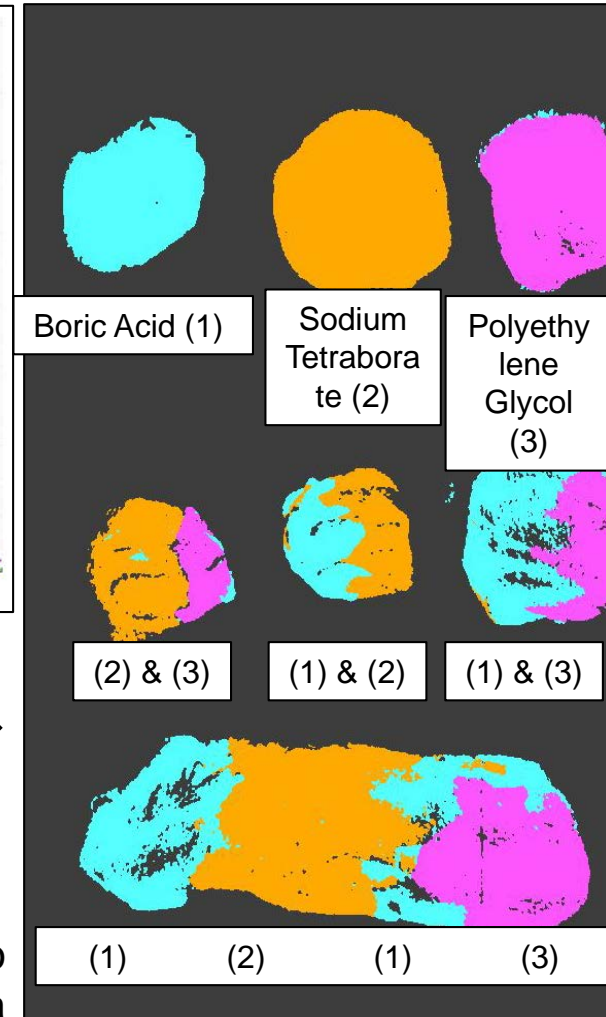 Boric Acid (1)
Sodium
Tetrabora
te (2)
Polyethy
lene
Glycol
(3)
(2) & (3)
(1) & (2)
(1) & (3)
(1) (2) (1) (3)